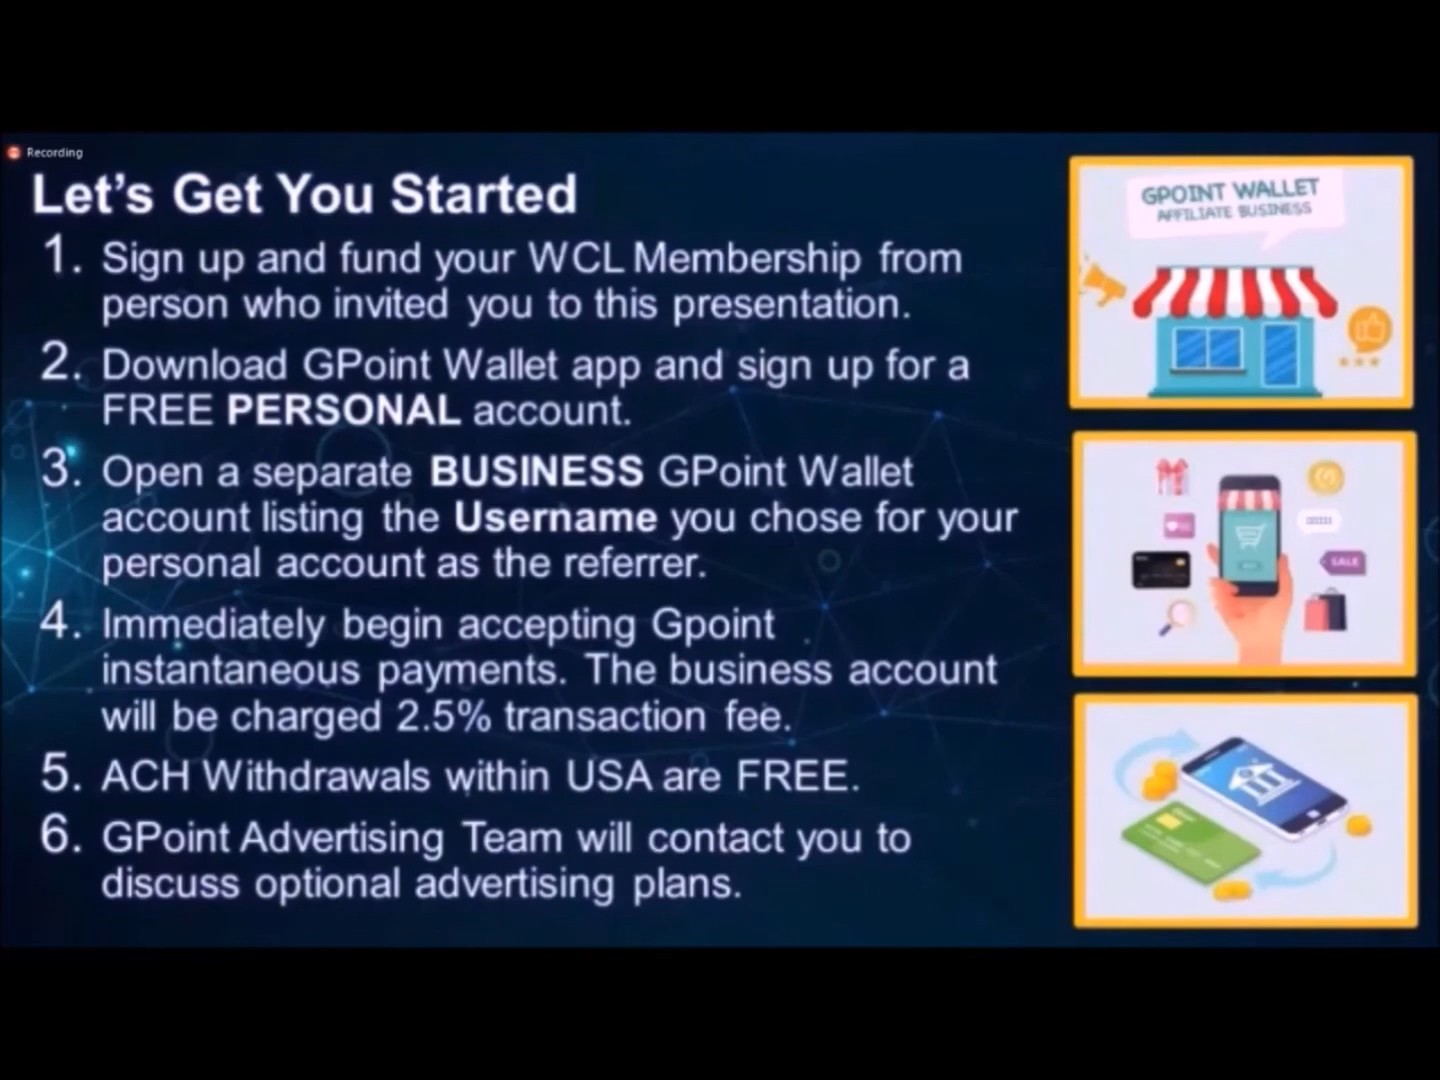 Recording
Let's Get You Started
1. Sign up and fund your WCL Membership from
person who invited you to this presentation.
2. Download GPoint Wallet app and sign up for a
FREE PERSONAL account.
3. Open a separate BUSINESS GPoint Wallet
account listing the Username you chose for your
personal account as the referrer.
4. Immediately begin accepting Gpoint
instantaneous payments. The business account
will be charged 2.5% transaction fee.
5. ACH Withdrawals within USA are FREE.
6. GPoint Advertising Team will contact you to
discuss optional advertising plans.
GPOINT WALLET
AFFILIATE BUSINESS
SALE